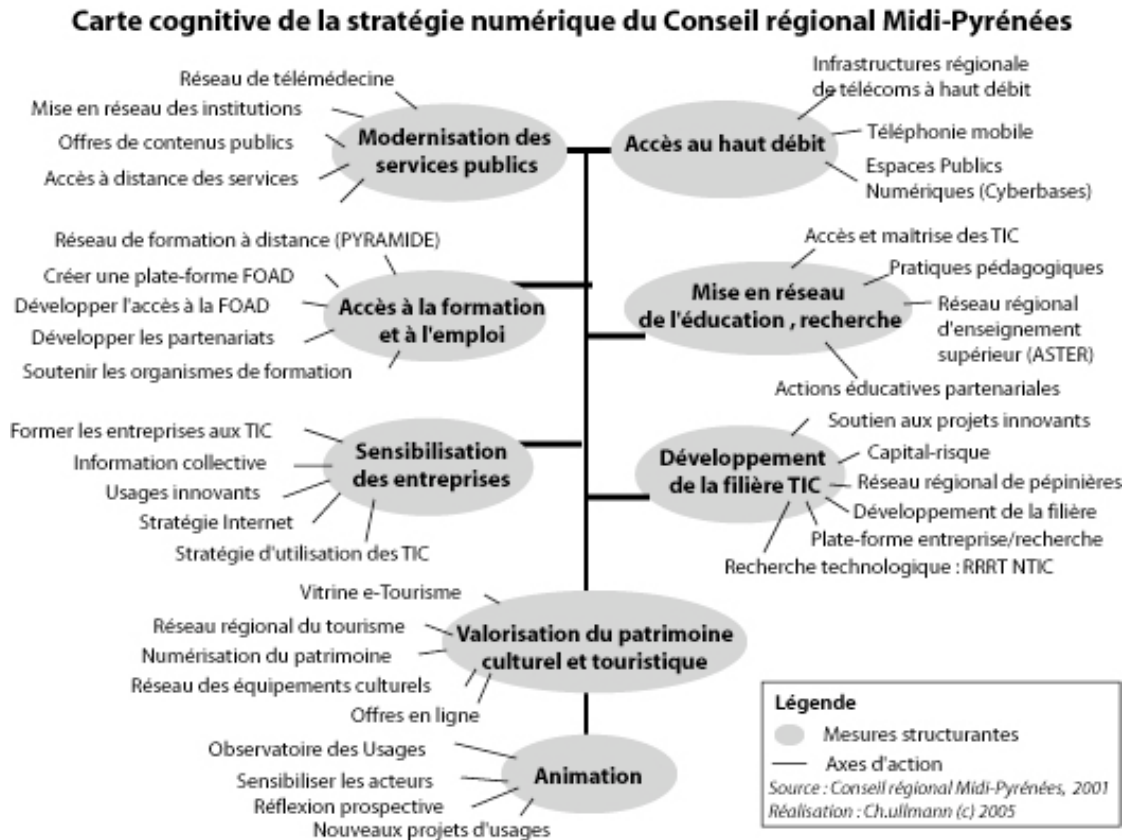 Carte cognitive de la stratégie numérique du Conseil régional Midi-Pyrénées
Réseau de télémédecine
Mise en réseau des institutions
Offres de contenus publics
Accès à distance des services
Modernisation des
services publics
Infrastructures régionale
de télécoms à haut débit
Téléphonie mobile
Espaces Publics
Numériques (Cyberbases)
Accès au haut débit
Réseau de formation à distance (PYRAMIDE)
Créer une plate-forme FOAD
Développer l'accès à la FOAD
Développer les partenariats
Soutenir les organismes de formation
Accès à la formation
et à l'emploi
Accès et maîtrise des TIC
Pratiques pédagogiques
Réseau régional
d'enseignement
supérieur (ASTER)
Actions éducatives partenariales
Mise en réseau
de l'éducation , recherche
Former les entreprises aux TIC
Information collective
Usages innovants
Stratégie Internet
Stratégie d'utilisation des TIC
Sensibilisation
des entreprises
Soutien aux projets innovants
Capital-risque
Réseau régional de pépinières
Développement de la filière
Plate-forme entreprise/recherche
Recherche technologique : RRRT NTIC
Développement
de la filière TIC
Vitrine e-Tourisme
Réseau régional du tourisme
Numérisation du patrimoine
Réseau des équipements culturels
Offres en ligne
Valorisation du patrimoine
culturel et touristique
Observatoire des Usages
Sensibiliser les acteurs
Réflexion prospective
Nouveaux projets d'usages
Animation
Légende
Mesures structurantes
Axes d'action
Source : Conseil régional Midi-Pyrénées, 2001
Réalisation : Ch.ullmann (c) 2005